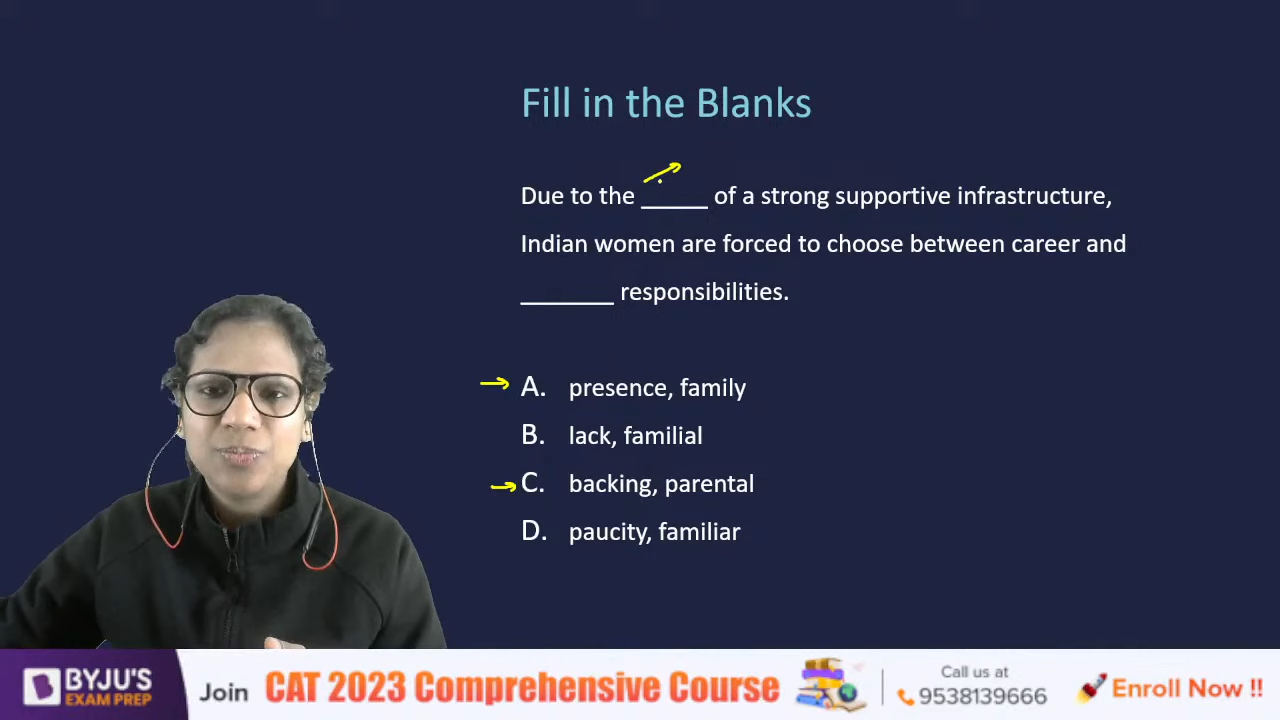 Fill in the Blanks
Due to the _____ of a strong supportive infrastructure,
Indian women are forced to choose between career and
_______ responsibilities.
A. presence, family
B. lack, familial
C. backing, parental
D. paucity, familiar
BYJU'S
EXAM PREP
Join CAT 2023 Comprehensive Course
Call us at
9538139666
Enroll Now !!